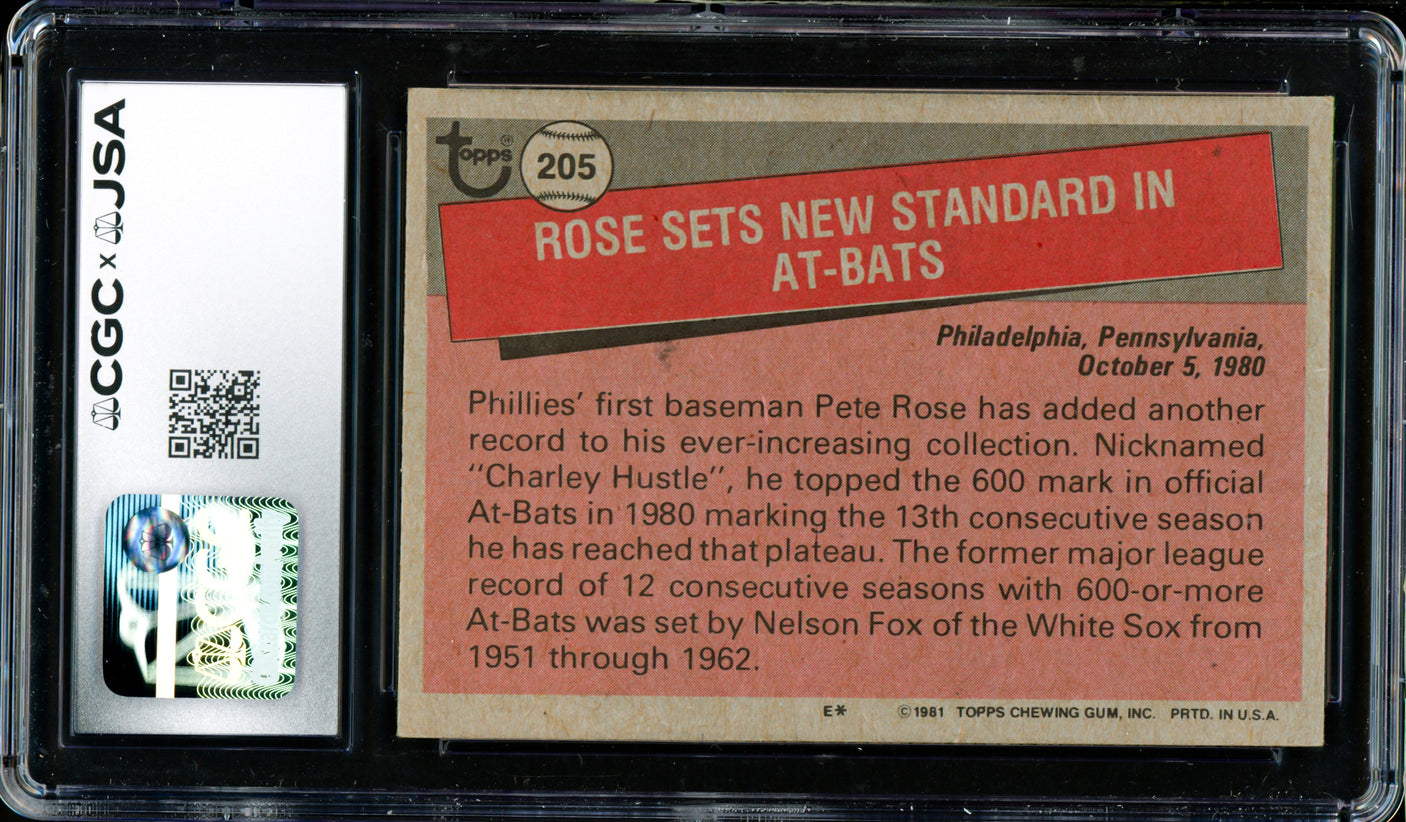 CGC x JSA
topps
205
ROSE SETS NEW STANDARD IN
AT-BATS
Philadelphia, Pennsylvania,
October 5, 1980
Phillies’ first baseman Pete Rose has added another
record to his ever-increasing collection. Nicknamed
“Charley Hustle”, he topped the 600 mark in official
At-Bats in 1980 marking the 13th consecutive season
he has reached that plateau. The former major league
record of 12 consecutive seasons with 600-or-more
At-Bats was set by Nelson Fox of the White Sox from
1951 through 1962.
E* ©1981 TOPPS CHEWING GUM, INC. PRTD. IN U.S.A.